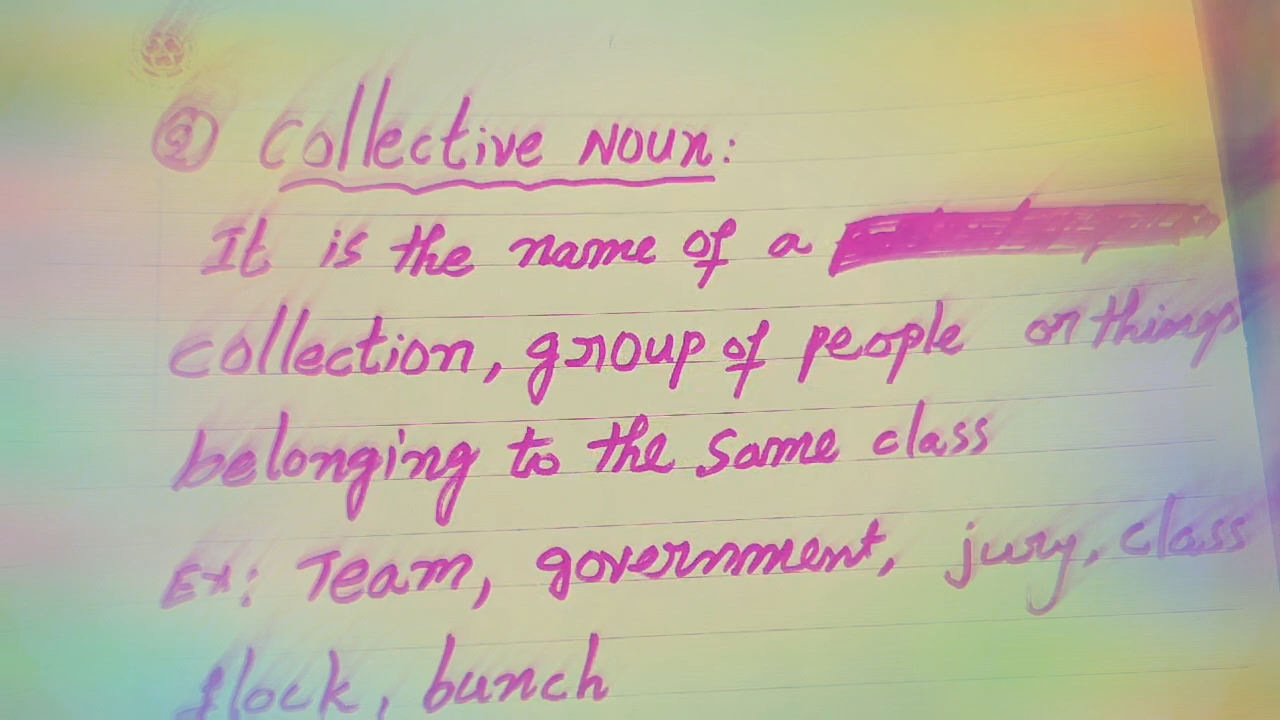 ② Collective Noun:
It is the name of a
collection, group of people or things
belonging to the same class
Ex: Team, government, jury, class
flock, bunch